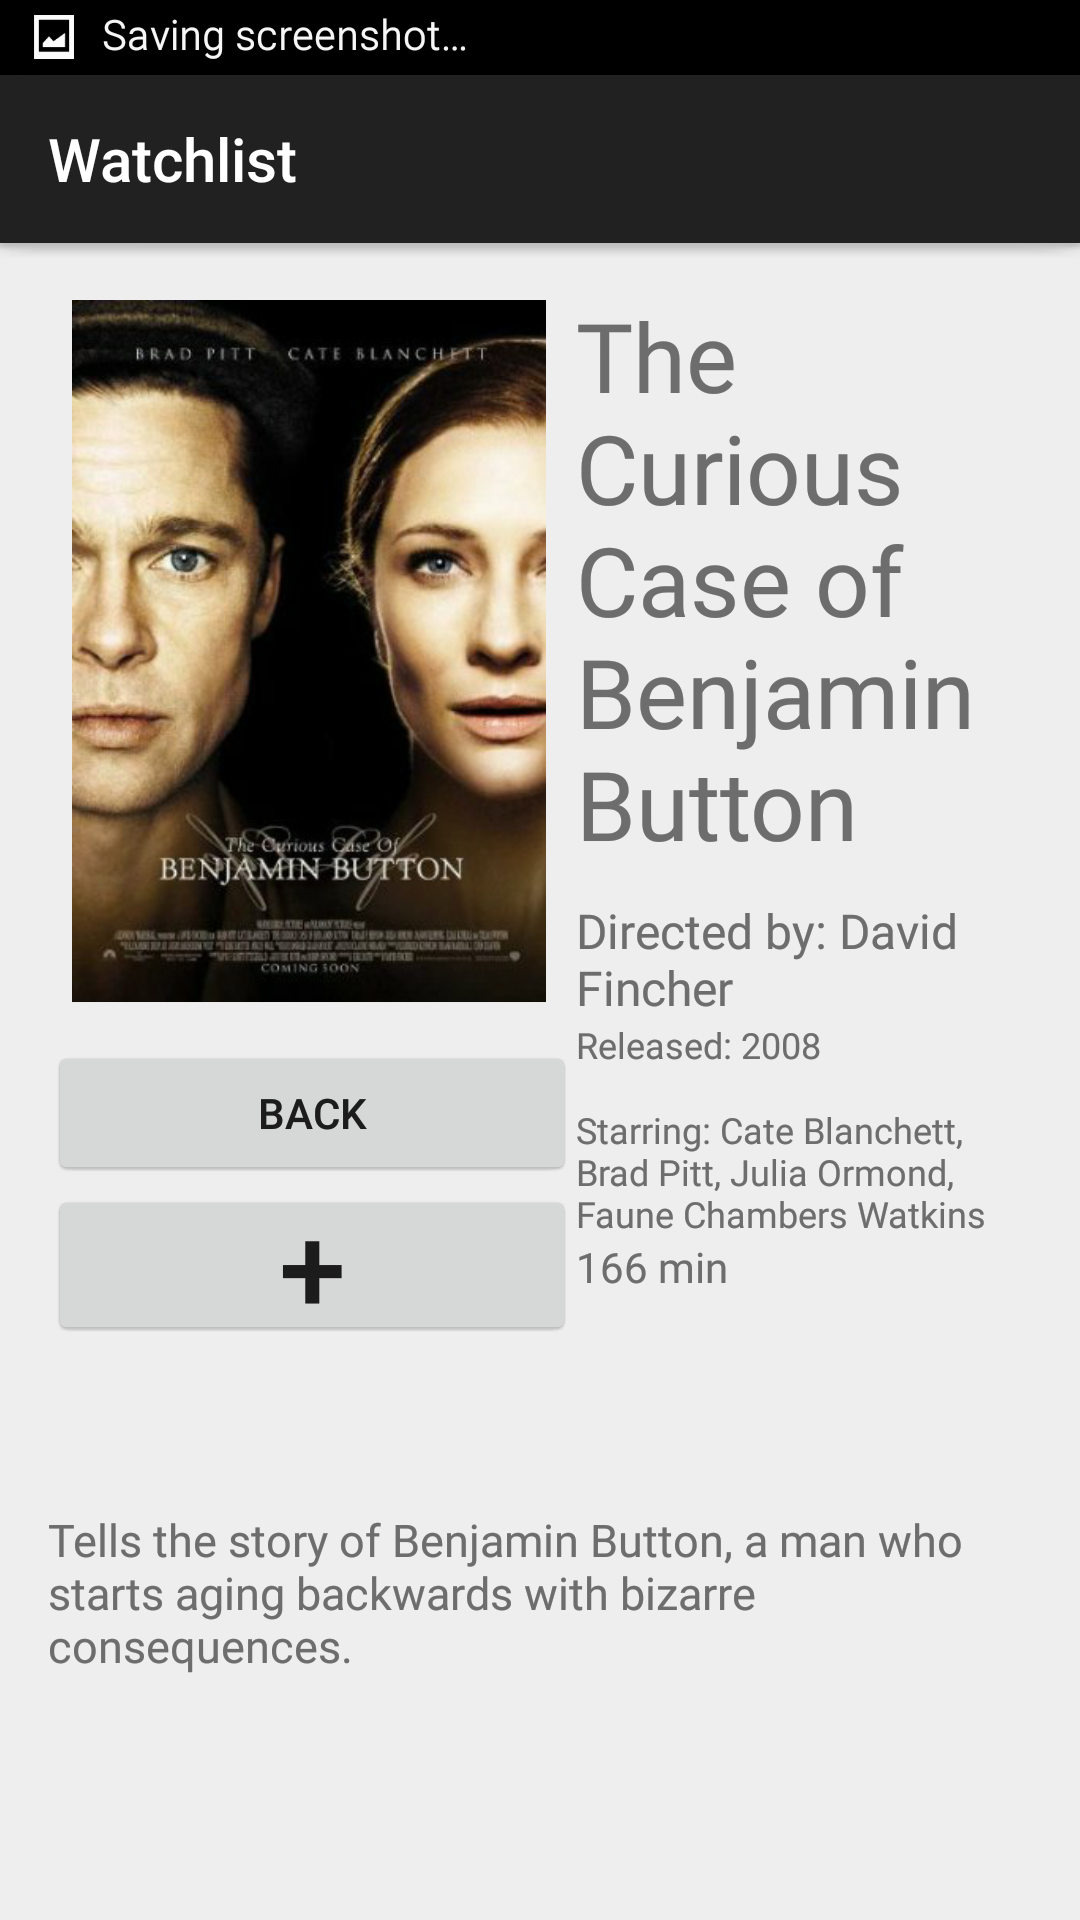 Saving screenshot...
Watchlist
BRAD PITT CATE BLANCHETT
The Curious Case Of
BENJAMIN BUTTON
COMING SOON
The
Curious
Case of
Benjamin
Button
Directed by: David
Fincher
Released: 2008
Starring: Cate Blanchett,
Brad Pitt, Julia Ormond,
Faune Chambers Watkins
166 min
BACK
+
Tells the story of Benjamin Button, a man who
starts aging backwards with bizarre
consequences.